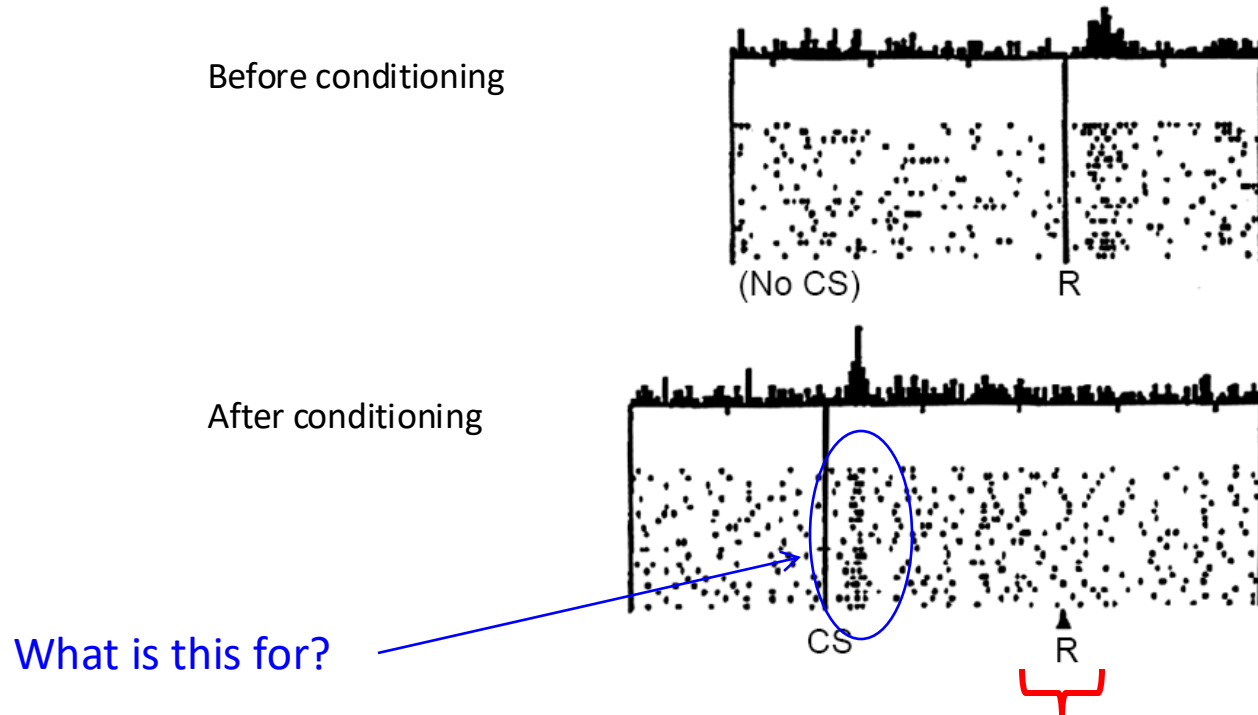 Before conditioning
(No CS)
R
After conditioning
CS
R
What is this for?